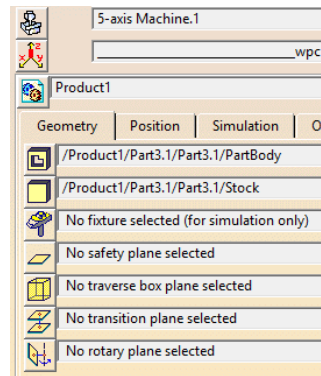 5-axis Machine.1
_wpc
Product1
Geometry Position Simulation O
/Product1/Part3.1/Part3.1/PartBody
/Product1/Part3.1/Part3.1/Stock
No fixture selected (for simulation only)
No safety plane selected
No traverse box plane selected
No transition plane selected
No rotary plane selected